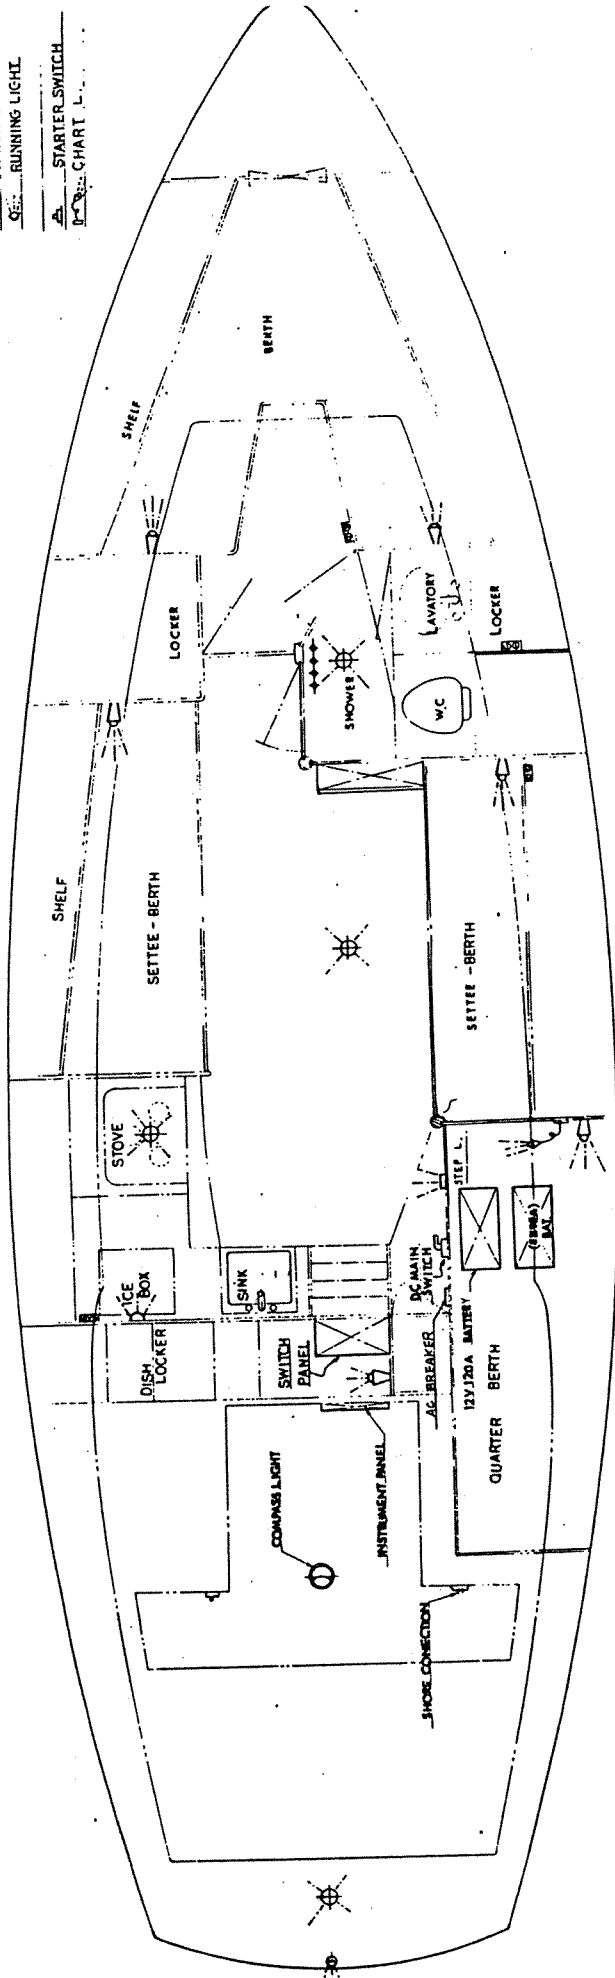 RUNNING LIGHT
STARTER SWITCH
CHART L.
BERTH
SHELF
LOCKER
LAVATORY
LOCKER
SHOWER
W.C
SHELF
SETTEE-BERTH
SETTEE-BERTH
STOVE
STEP L.
ICE
BOX
SINK
DC MAIN
SWITCH
BAT.
DISH
LOCKER
SWITCH
PANEL
AC BREAKER
12V 120A BATTERY
QUARTER BERTH
COMPASS LIGHT
INSTRUMENT PANEL
SHORE CONECTION